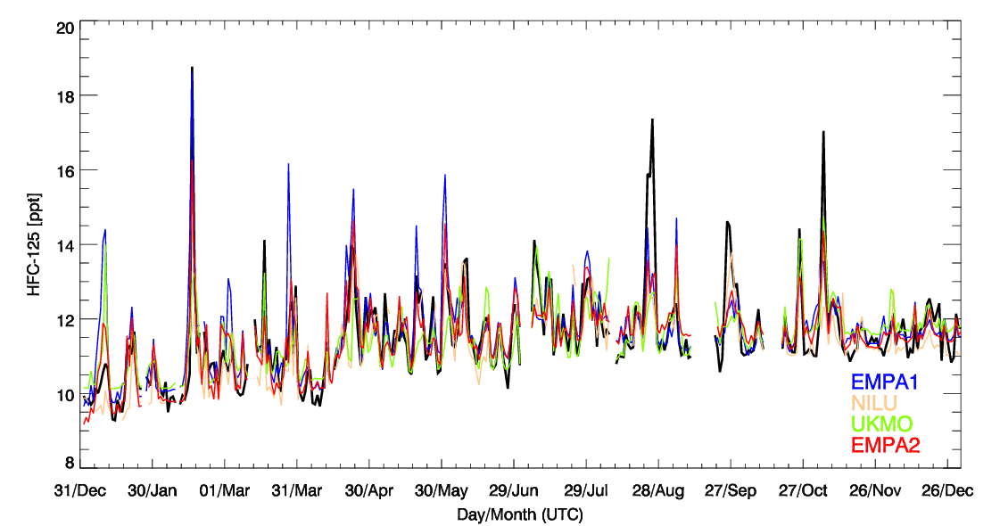 20
18
16
14
12
10
8
HFC-125 [ppt]
EMPA1
NILU
UKMO
EMPA2
31/Dec 30/Jan 01/Mar 31/Mar 30/Apr 30/May 29/Jun 29/Jul 28/Aug 27/Sep 27/Oct 26/Nov 26/Dec
Day/Month (UTC)